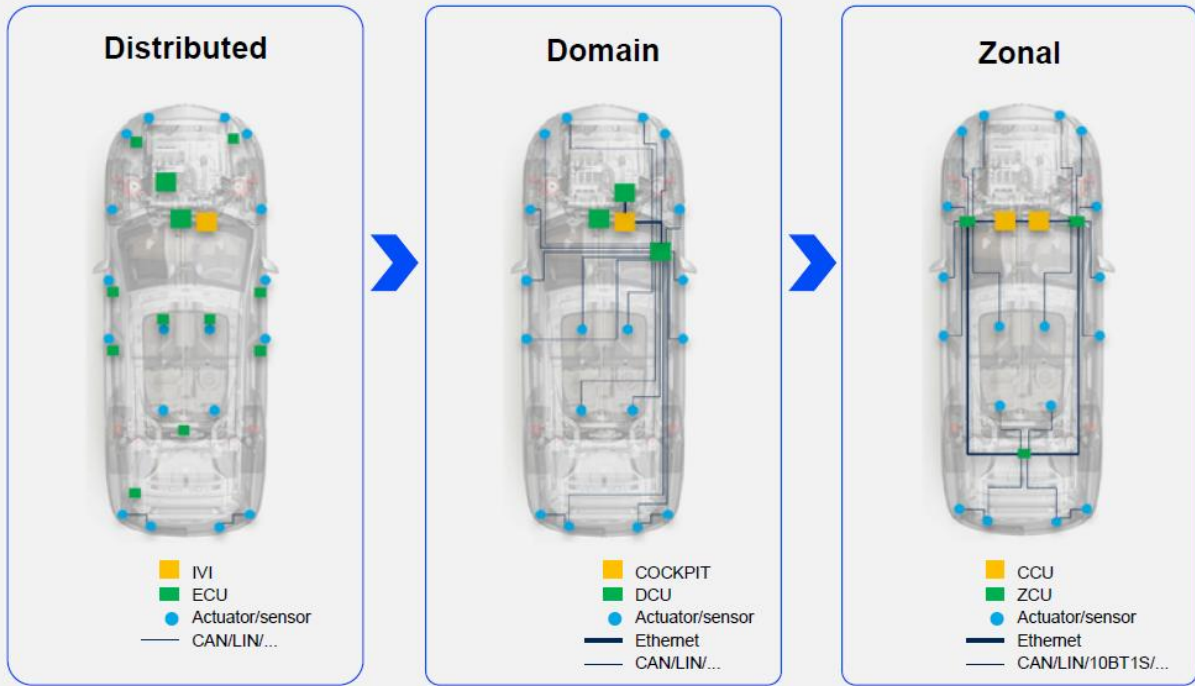 Distributed
IVI
ECU
Actuator/sensor
CAN/LIN/...
Domain
COCKPIT
DCU
Actuator/sensor
Ethernet
CAN/LIN/...
Zonal
CCU
ZCU
Actuator/sensor
Ethernet
CAN/LIN/10BT1S/...